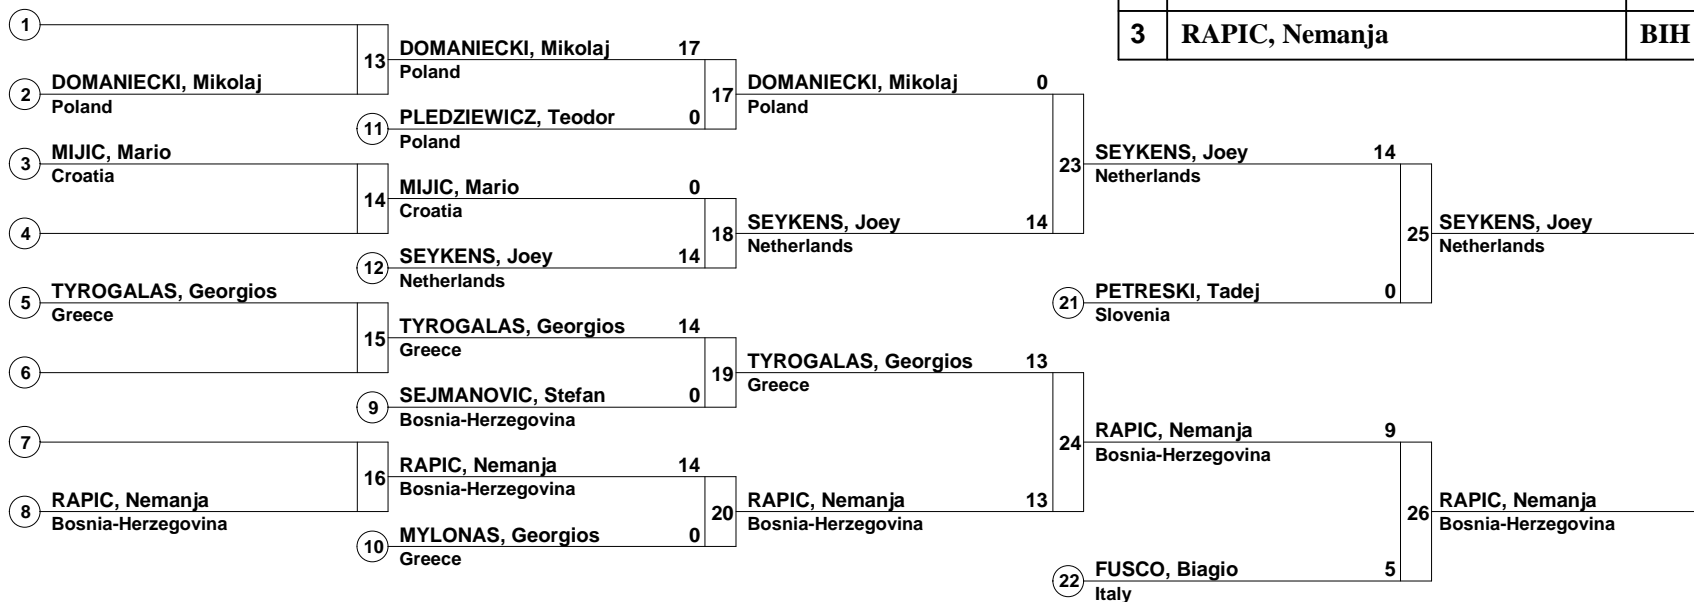 3 RAPIC, Nemanja BIH
1
2 DOMANIECKI, Mikolaj
Poland
3 MIJIC, Mario
Croatia
4
5 TYROGALAS, Georgios
Greece
6
7
8 RAPIC, Nemanja
Bosnia-Herzegovina
13 DOMANIECKI, Mikolaj 17
Poland
11 PLEDZIEWICZ, Teodor 0
Poland
14 MIJIC, Mario 0
Croatia
12 SEYKENS, Joey 14
Netherlands
15 TYROGALAS, Georgios 14
Greece
9 SEJMANOVIC, Stefan 0
Bosnia-Herzegovina
16 RAPIC, Nemanja 14
Bosnia-Herzegovina
10 MYLONAS, Georgios 0
Greece
17 DOMANIECKI, Mikolaj 0
Poland
18 SEYKENS, Joey 14
Netherlands
19 TYROGALAS, Georgios 13
Greece
20 RAPIC, Nemanja 13
Bosnia-Herzegovina
23 SEYKENS, Joey 14
Netherlands
21 PETRESKI, Tadej 0
Slovenia
24 RAPIC, Nemanja 9
Bosnia-Herzegovina
22 FUSCO, Biagio 5
Italy
25 SEYKENS, Joey
Netherlands
26 RAPIC, Nemanja
Bosnia-Herzegovina